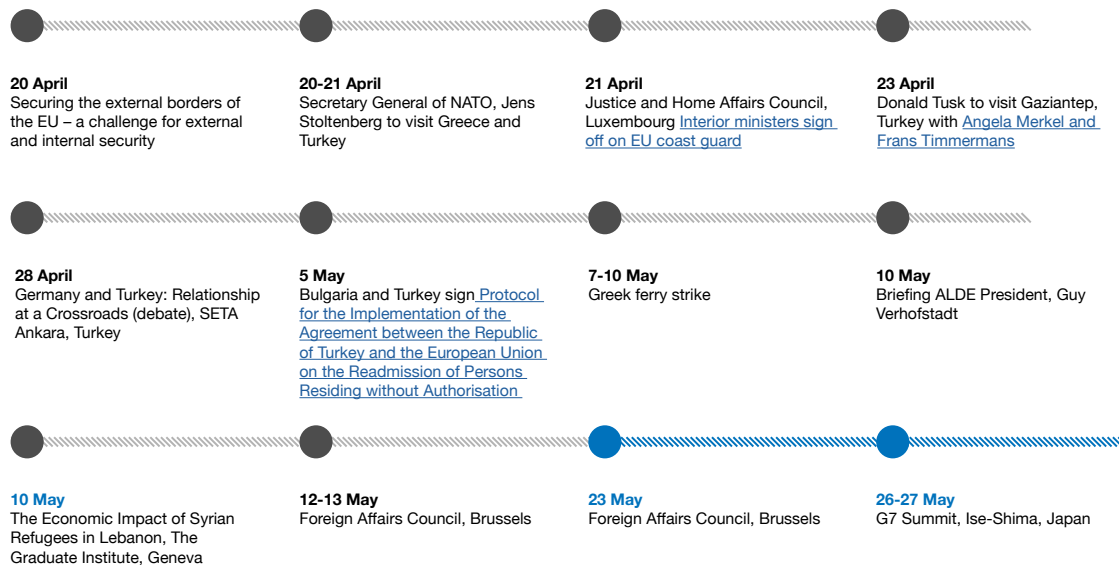 20 April
Securing the external borders of
the EU – a challenge for external
and internal security
20-21 April
Secretary General of NATO, Jens
Stoltenberg to visit Greece and
Turkey
21 April
Justice and Home Affairs Council,
Luxembourg Interior ministers sign
off on EU coast guard
23 April
Donald Tusk to visit Gaziantep,
Turkey with Angela Merkel and
Frans Timmermans
28 April
Germany and Turkey: Relationship
at a Crossroads (debate), SETA
Ankara, Turkey
5 May
Bulgaria and Turkey sign Protocol
for the Implementation of the
Agreement between the Republic
of Turkey and the European Union
on the Readmission of Persons
Residing without Authorisation
7-10 May
Greek ferry strike
10 May
Briefing ALDE President, Guy
Verhofstadt
10 May
The Economic Impact of Syrian
Refugees in Lebanon, The
Graduate Institute, Geneva
12-13 May
Foreign Affairs Council, Brussels
23 May
Foreign Affairs Council, Brussels
26-27 May
G7 Summit, Ise-Shima, Japan